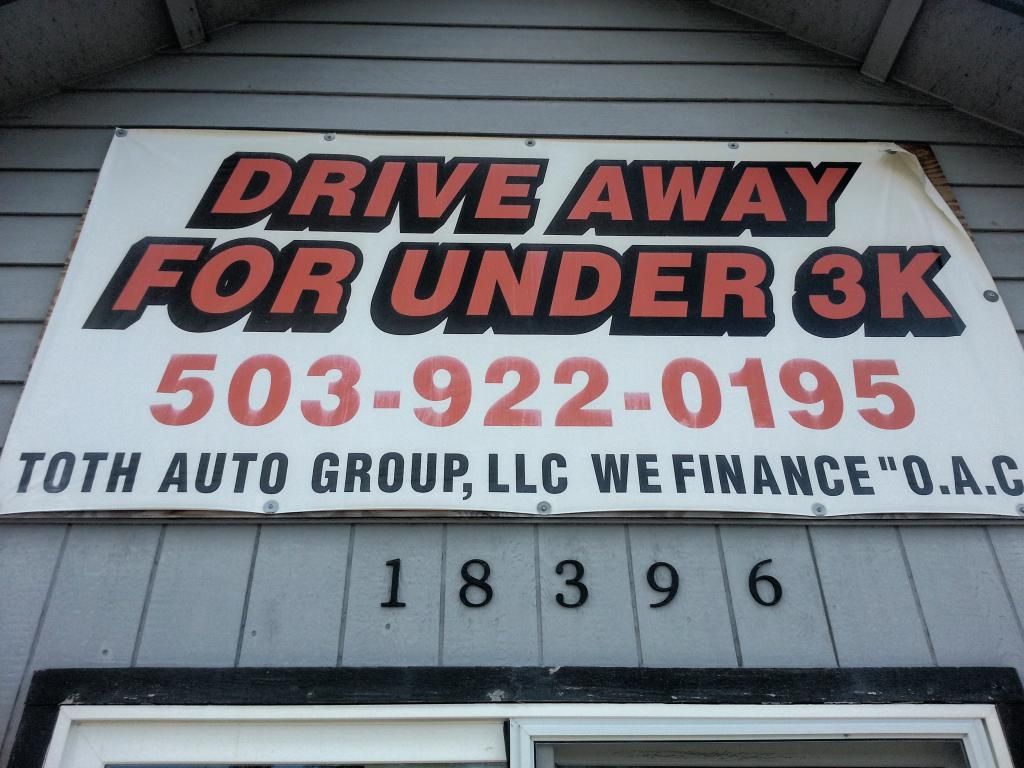 DRIVE AWAY
FOR UNDER 3K
503-922-0195
TOTH AUTO GROUP, LLC WE FINANCE "O.A.C
18396